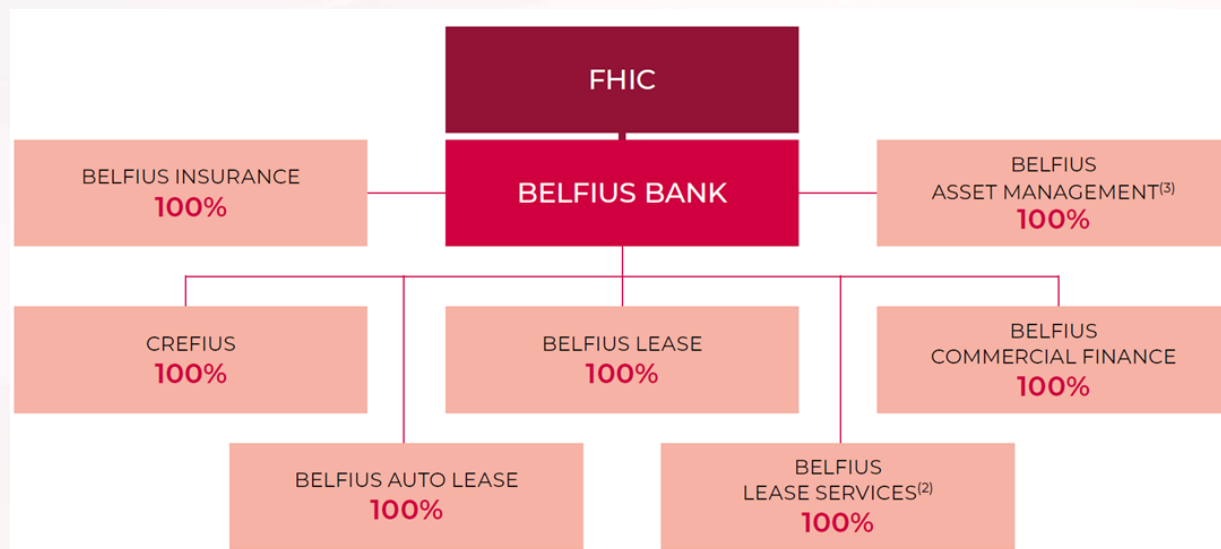 FHIC
BELFIUS INSURANCE
100%
BELFIUS BANK
BELFIUS
ASSET MANAGEMENT(3)
100%
CREFIUS
100%
BELFIUS LEASE
100%
BELFIUS
COMMERCIAL FINANCE
100%
BELFIUS AUTO LEASE
100%
BELFIUS
LEASE SERVICES(2)
100%